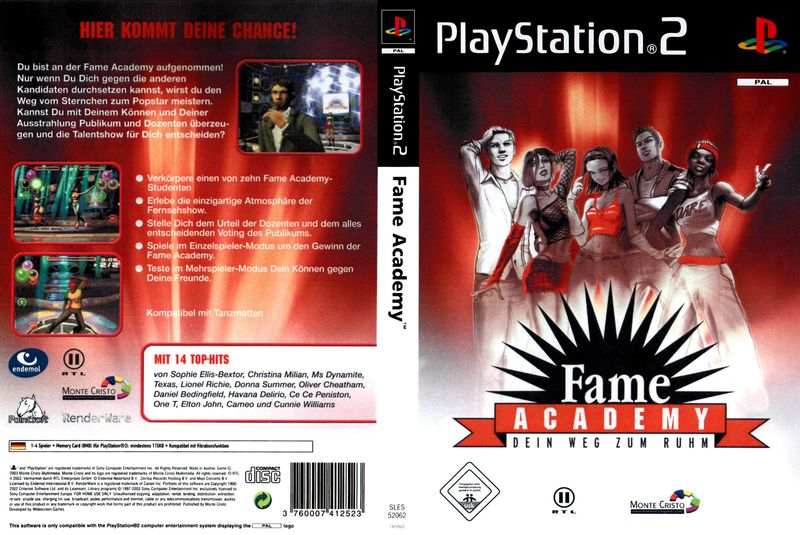 HIER KOMMT DEINE CHANCE!
Du bist an der Fame Academy aufgenommen!
Nur wenn Du Dich gegen die anderen
Kandidaten durchsetzen kannst, wirst du den
Weg vom Sternchen zum Popstar meistern.
Kannst Du mit Deinem Können und Deiner
Ausstrahlung Publikum und Dozenten überzeu-
gen und die Talentshow für Dich entscheiden?
Verkörpere einen von zehn Fame Academy-
Studenten
Erlebe die einzigartige Atmosphäre der
Fernsehshow.
Stelle Dich dem Urteil der Dozenten und dem alles
entscheidenden Voting des Publikums.
Spiele im Einzelspieler-Modus um den Gewinn der
Fame Academy.
Teste im Mehrspieler-Modus Dein Können gegen
Deine Freunde.
Kompatibel mit Tanzmatten
MIT 14 TOP-HITS
von Sophie Ellis-Bextor, Christina Milian, Ms Dynamite,
Texas, Lionel Richie, Donna Summer, Oliver Cheatham,
Daniel Bedingfield, Havana Delirio, Ce Ce Peniston,
One T, Elton John, Cameo und Cunnie Williams
endemol
RTL
MONTE CRISTO
RenderWare
1-4 Spieler • Memory Card (8MB) (für PlayStation®2): mindestens 115KB • Kompatibel mit Vibrationsfunktion
COMPACT
disc
3 760007 412523
This software is only compatible with the PlayStation®2 computer entertainment system displaying the PAL logo
PAL
PlayStation®2
Fame Academy™
SLES
52062
PlayStation®2
PAL
Fame
ACADEMY
DEIN WEG ZUM RUHM
RTL
MONTE CRISTO